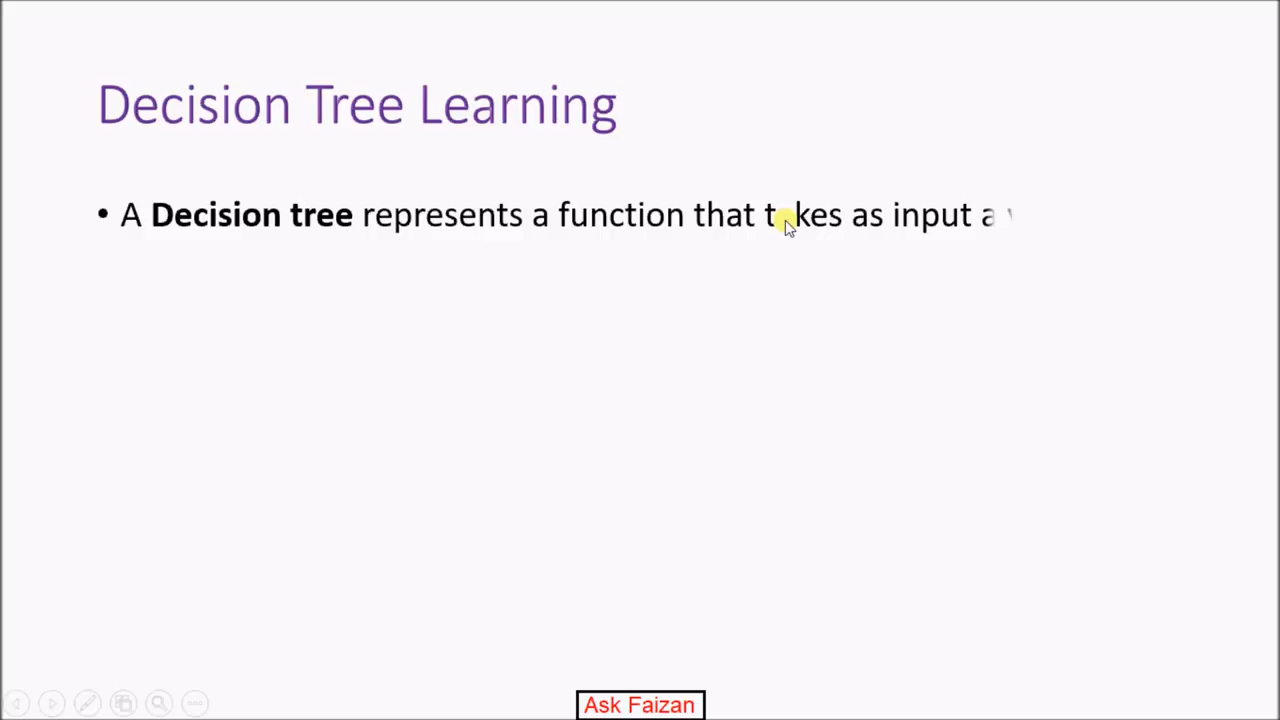 Decision Tree Learning
• A Decision tree represents a function that takes as input a
Ask Faizan